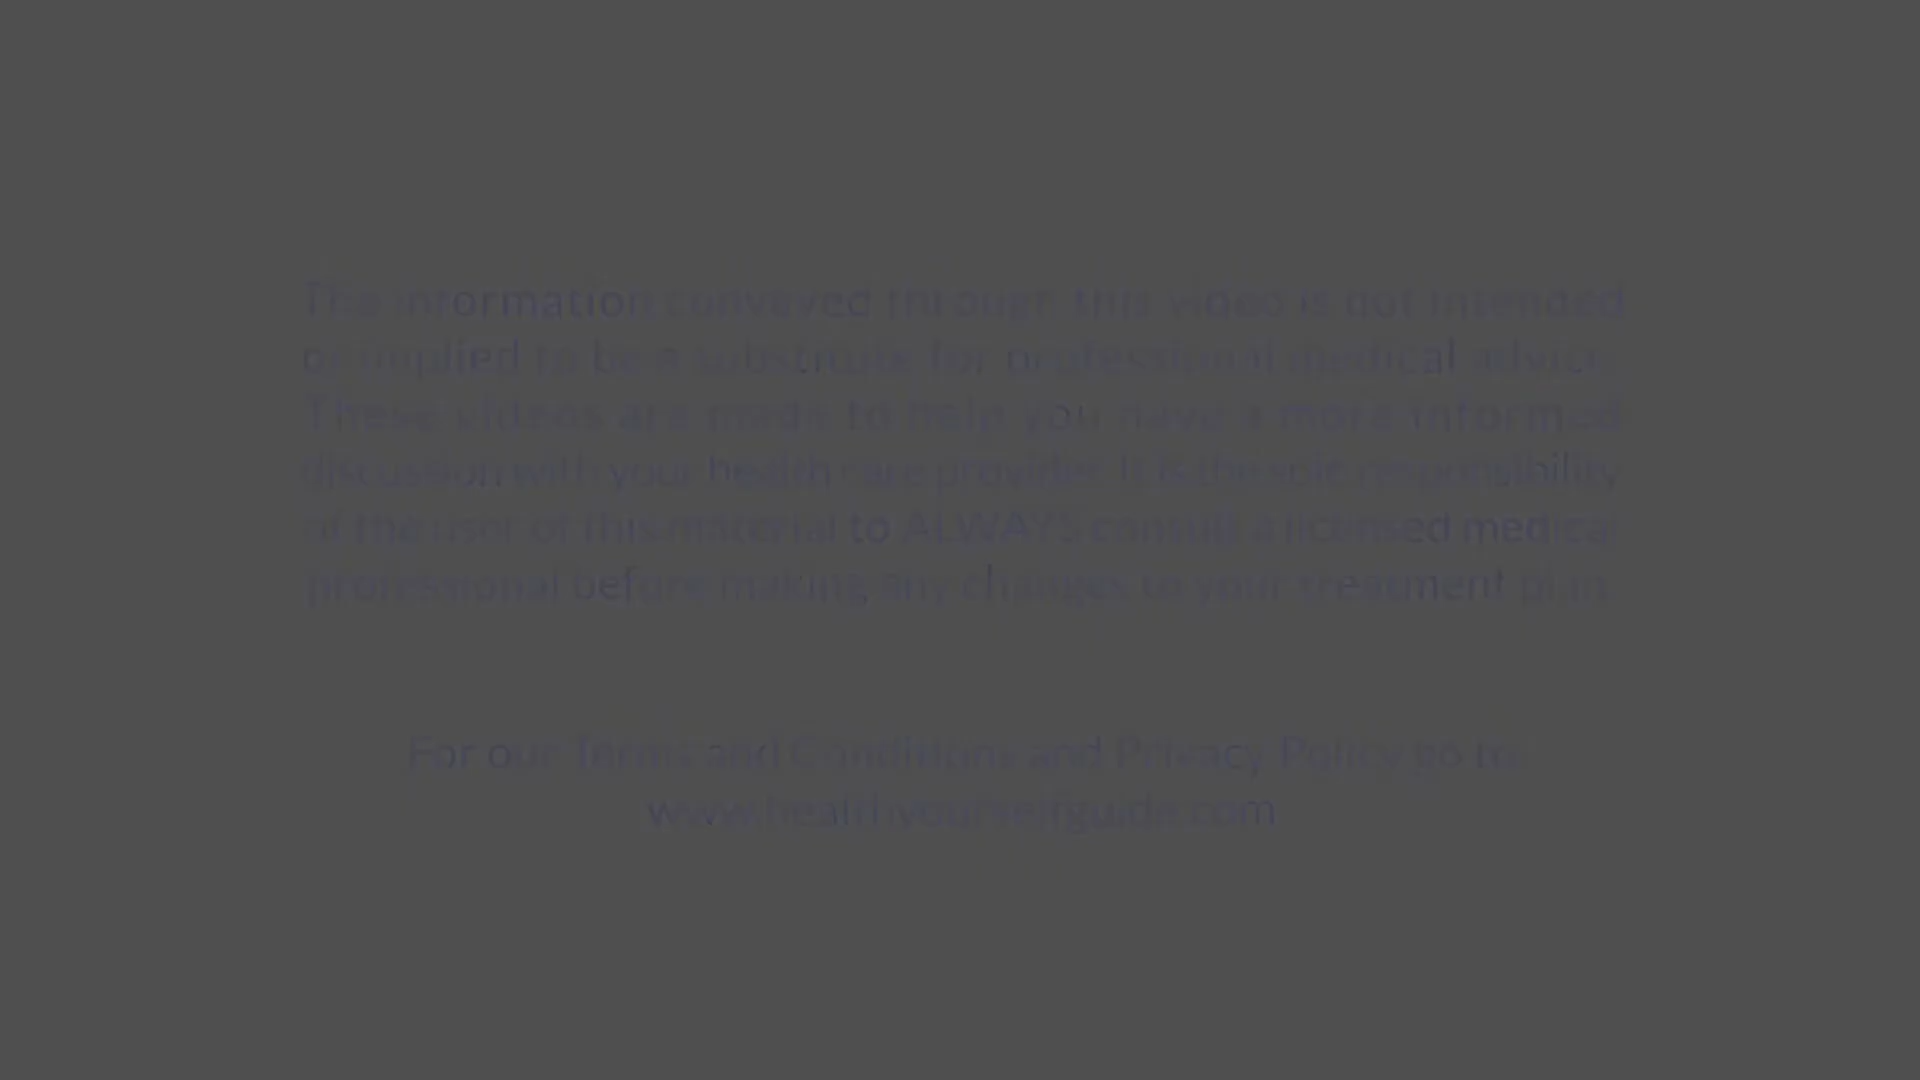 The information conveyed through this video is not intended
or implied to be a substitute for professional medical advice.
These videos are made to help you have a more informed
discussion with your health care provider. It is the sole responsibility
of the user of this material to ALWAYS consult a licensed medical
professional before making any changes to your treatment plan.
For our Terms and Conditions and Privacy Policy go to
www.healthyourselfguide.com